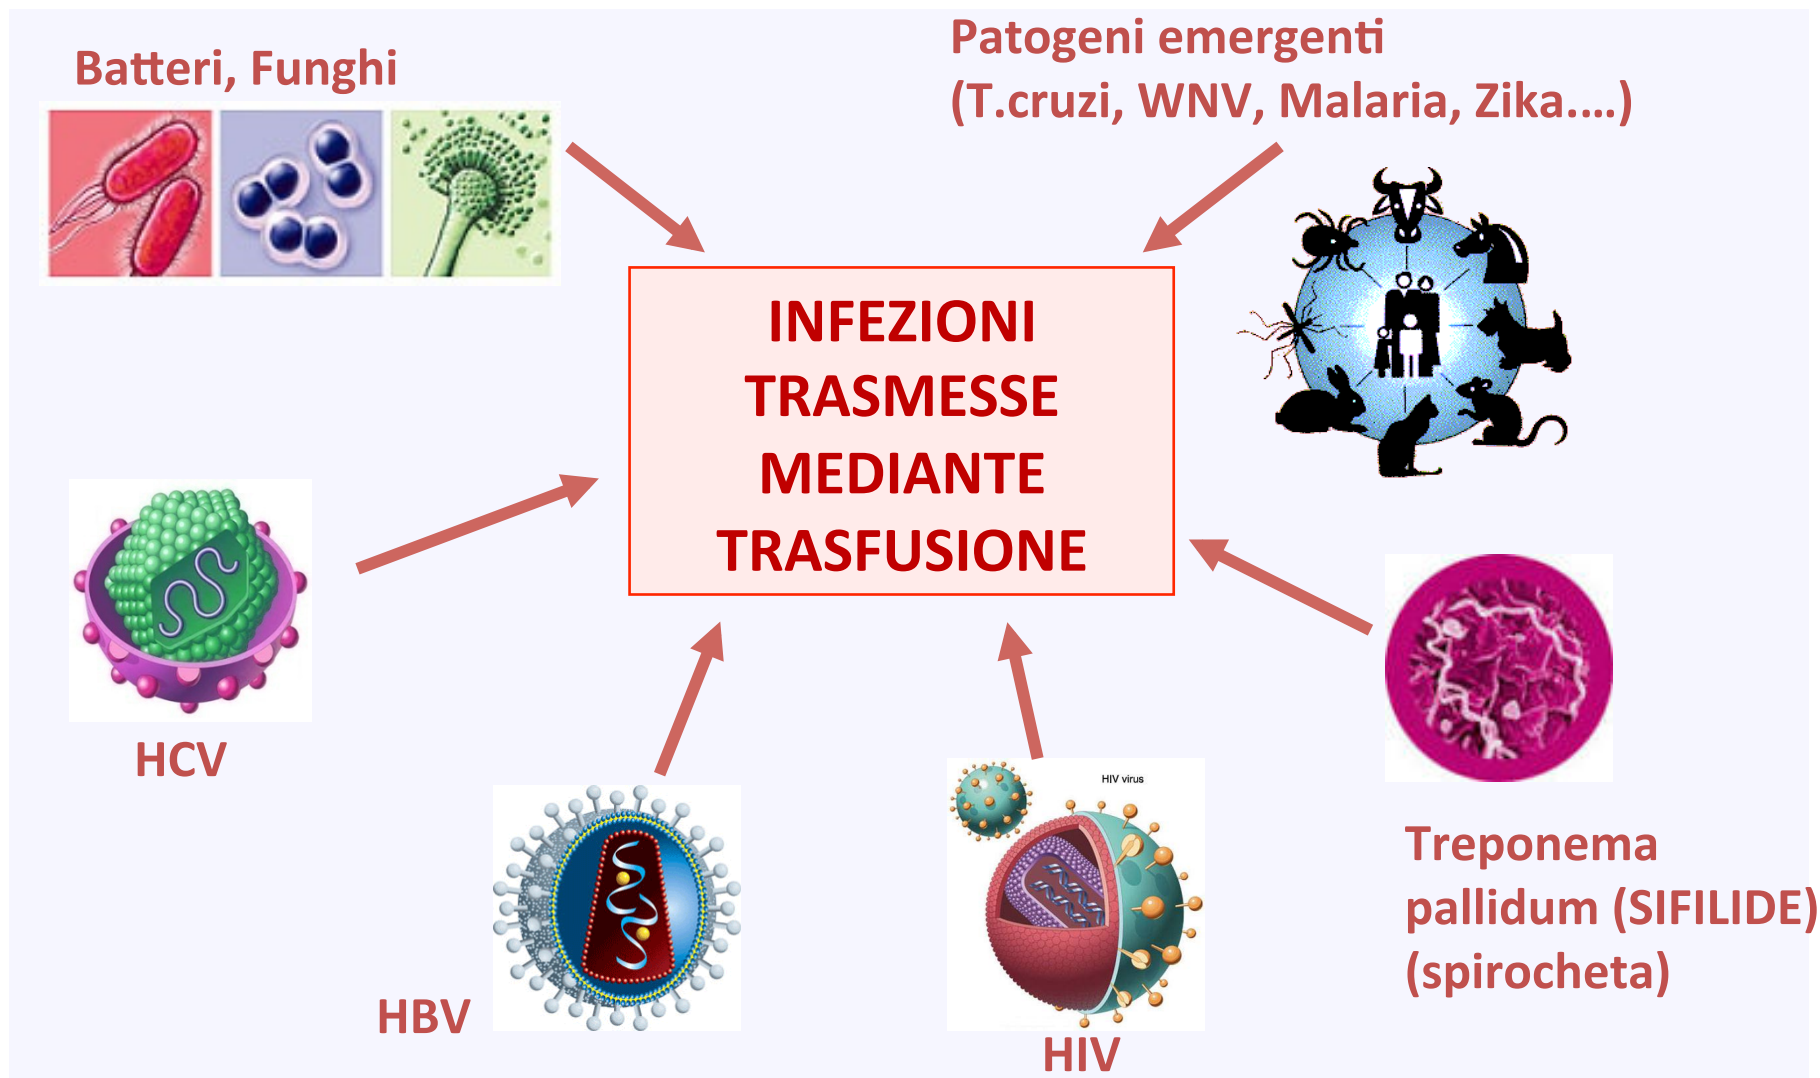 Batteri, Funghi
Patogeni emergenti
(T.cruzi, WNV, Malaria, Zika….)
INFEZIONI
TRASMESSE
MEDIANTE
TRASFUSIONE
HCV
HBV
HIV virus
HIV
Treponema
pallidum (SIFILIDE)
(spirocheta)